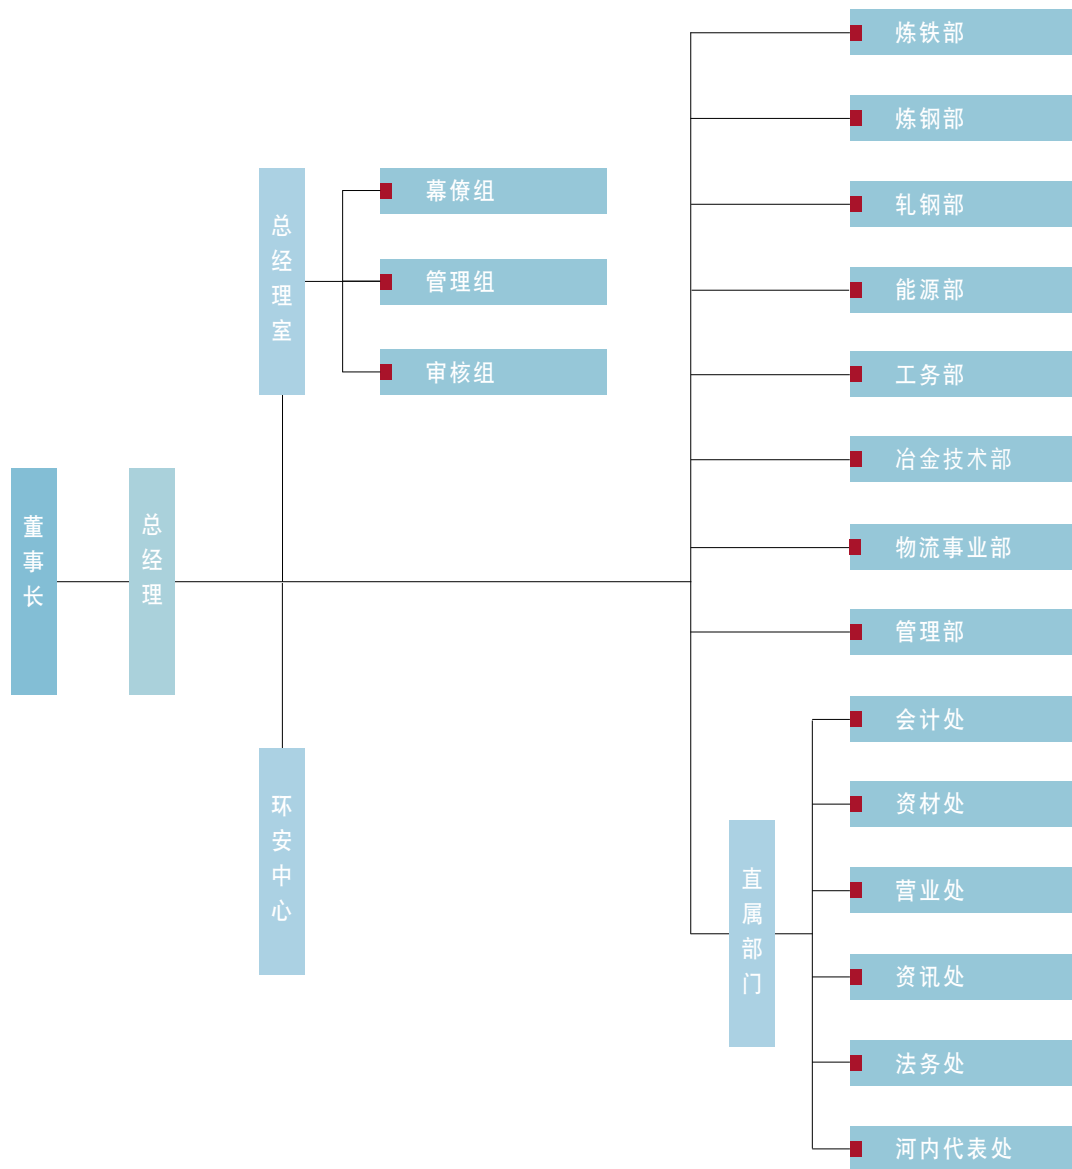 董事长
总经理
总经理室
幕僚组
管理组
审核组
环安中心
炼铁部
炼钢部
轧钢部
能源部
工务部
冶金技术部
物流事业部
管理部
直属部门
会计处
资材处
营业处
资讯处
法务处
河内代表处